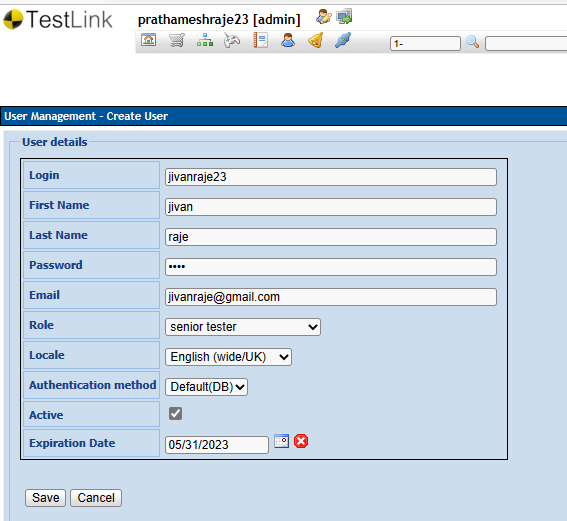 TestLink
prathameshraje23 [admin]
1-
User Management - Create User
User details
Login jivanraje23
First Name jivan
Last Name raje
Password ••••
Email jivanraje@gmail.com
Role senior tester
Locale English (wide/UK)
Authentication method Default(DB)
Active
Expiration Date 05/31/2023
Save Cancel